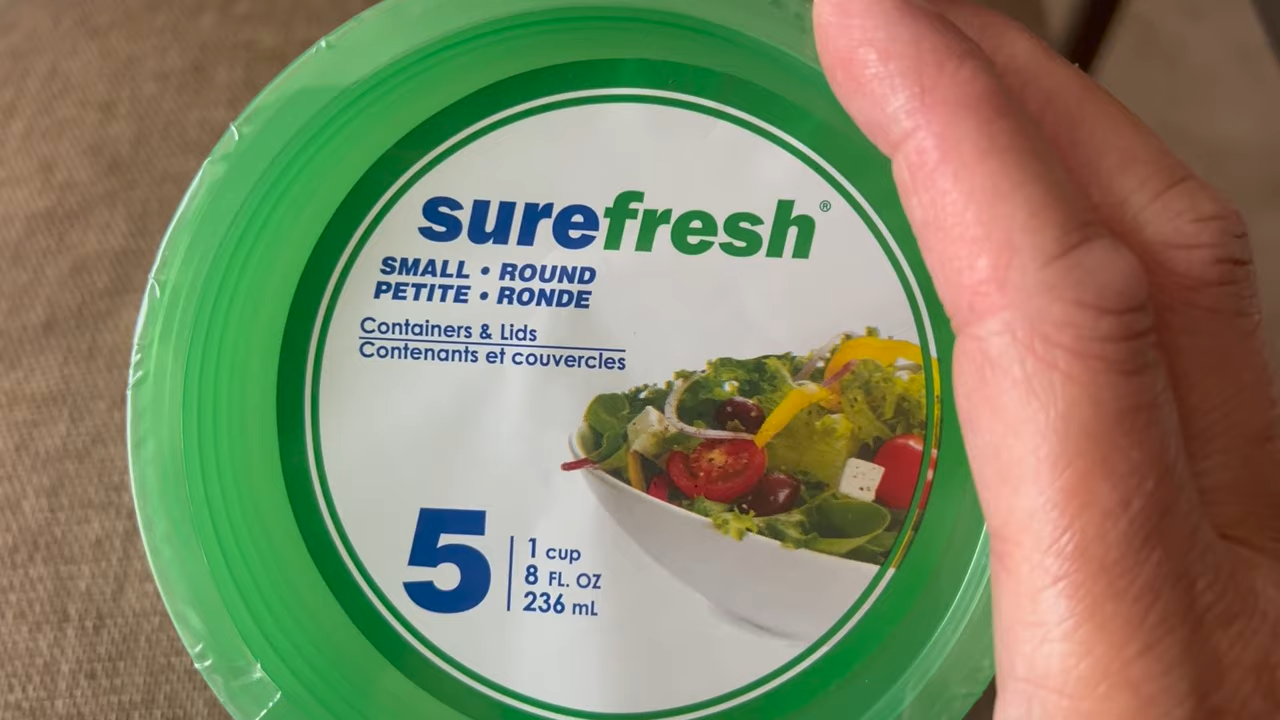 surefresh®
SMALL • ROUND
PETITE • RONDE
Containers & Lids
Contenants et couvercles
5
1 cup
8 FL. OZ
236 mL